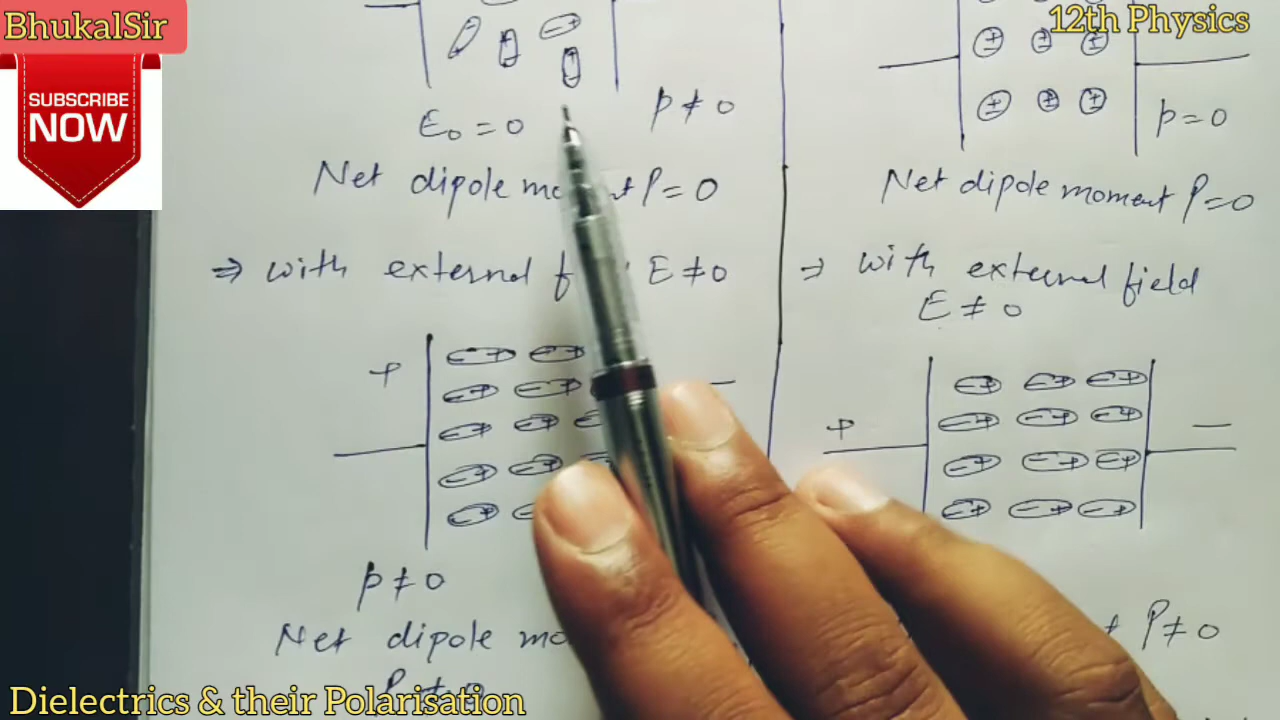 BhukalSir
SUBSCRIBE
NOW
12th Physics
E₀ = 0
p ≠ 0
Net dipole P = 0
⇒ with external E ≠ 0
+
p ≠ 0
Net dipole
P ≠ 0
p = 0
Net dipole moment P = 0
⇒ with external field
E ≠ 0
+ −
P ≠ 0
Dielectrics & their Polarisation